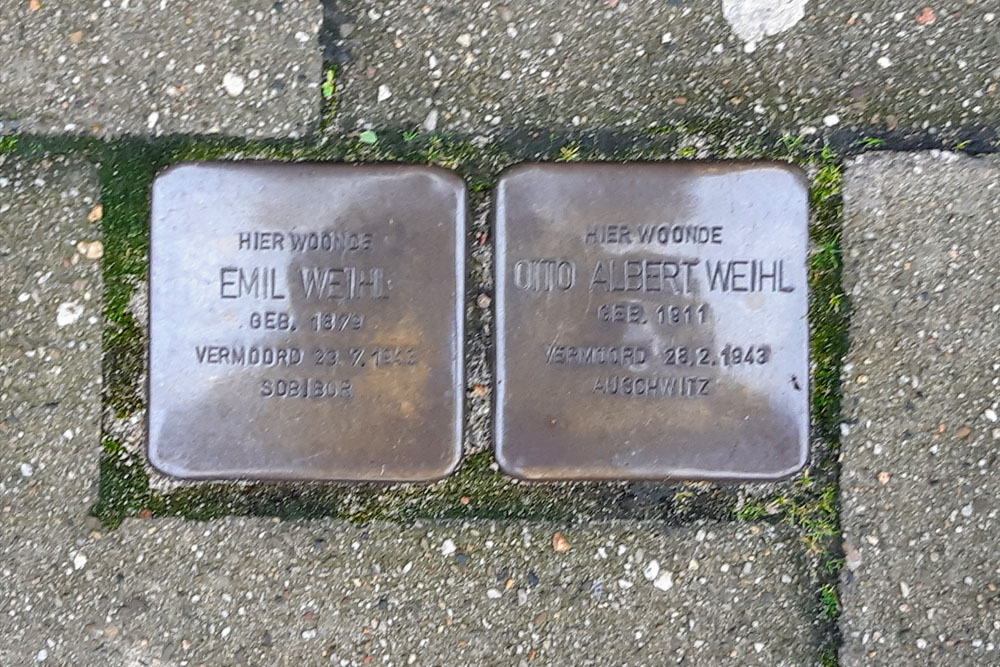 HIER WOONDE
EMIL WEIHL
GEB. 1879
VERMOORD 23.7.1943
SOBIBOR
HIER WOONDE
OTTO ALBERT WEIHL
GEB. 1911
VERMOORD 28.2.1943
AUSCHWITZ